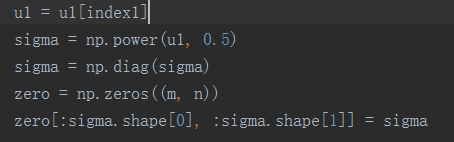 u1 = u1[index1]
sigma = np.power(u1, 0.5)
sigma = np.diag(sigma)
zero = np.zeros((m, n))
zero[:sigma.shape[0], :sigma.shape[1]] = sigma